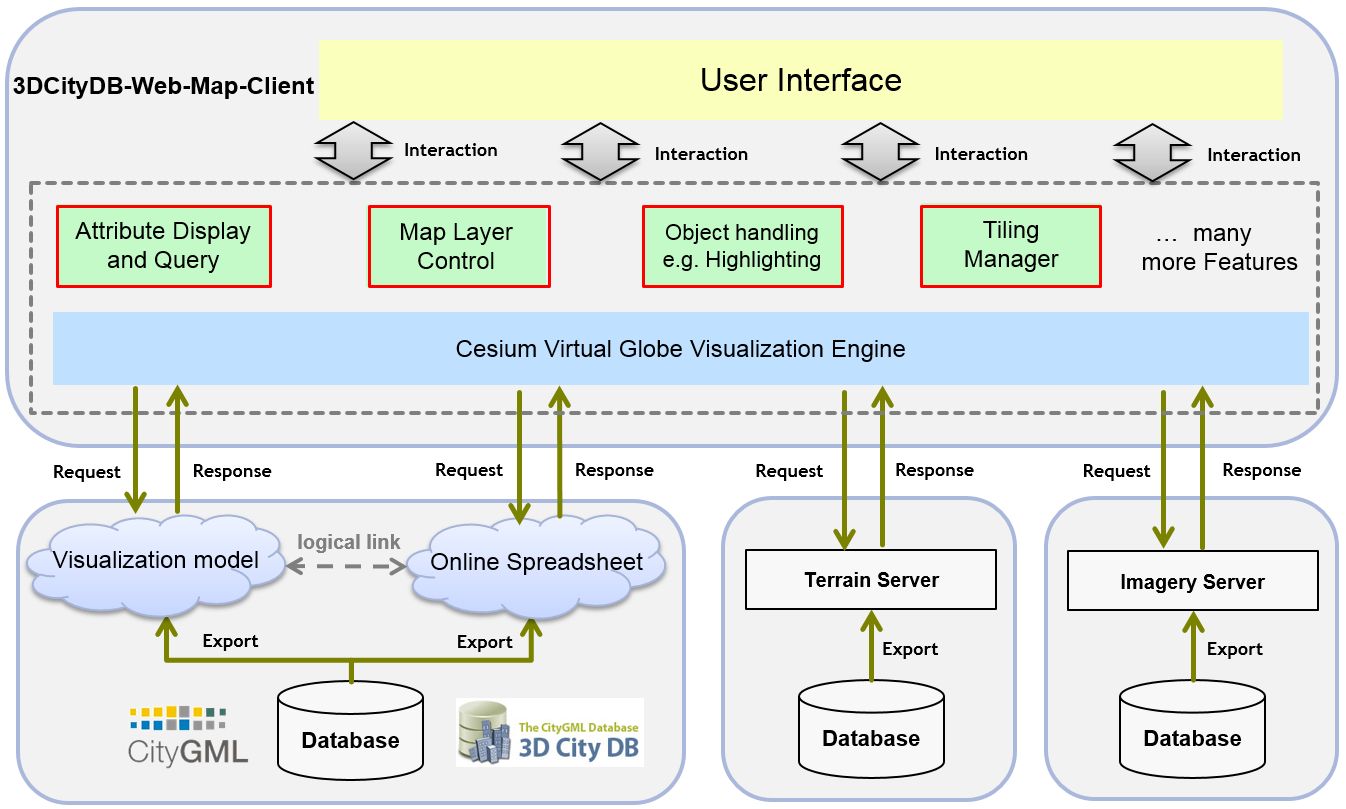 3DCityDB-Web-Map-Client
User Interface
Interaction
Interaction
Interaction
Interaction
Attribute Display
and Query
Map Layer
Control
Object handling
e.g. Highlighting
Tiling
Manager
… many
more Features
Cesium Virtual Globe Visualization Engine
Request
Response
Request
Response
Request
Response
Request
Response
Visualization model
logical link
Online Spreadsheet
Export
Export
CityGML
Database
The CityGML Database
3D City DB
Terrain Server
Export
Database
Imagery Server
Export
Database